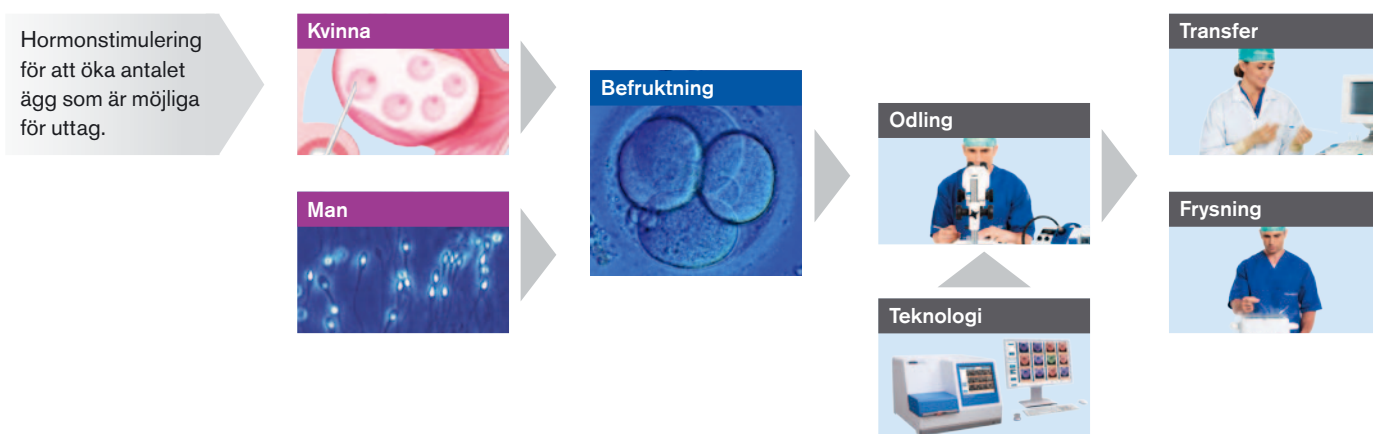 Hormonstimulering
för att öka antalet
ägg som är möjliga
för uttag.
Kvinna
Man
Befruktning
Odling
Teknologi
Transfer
Frysning